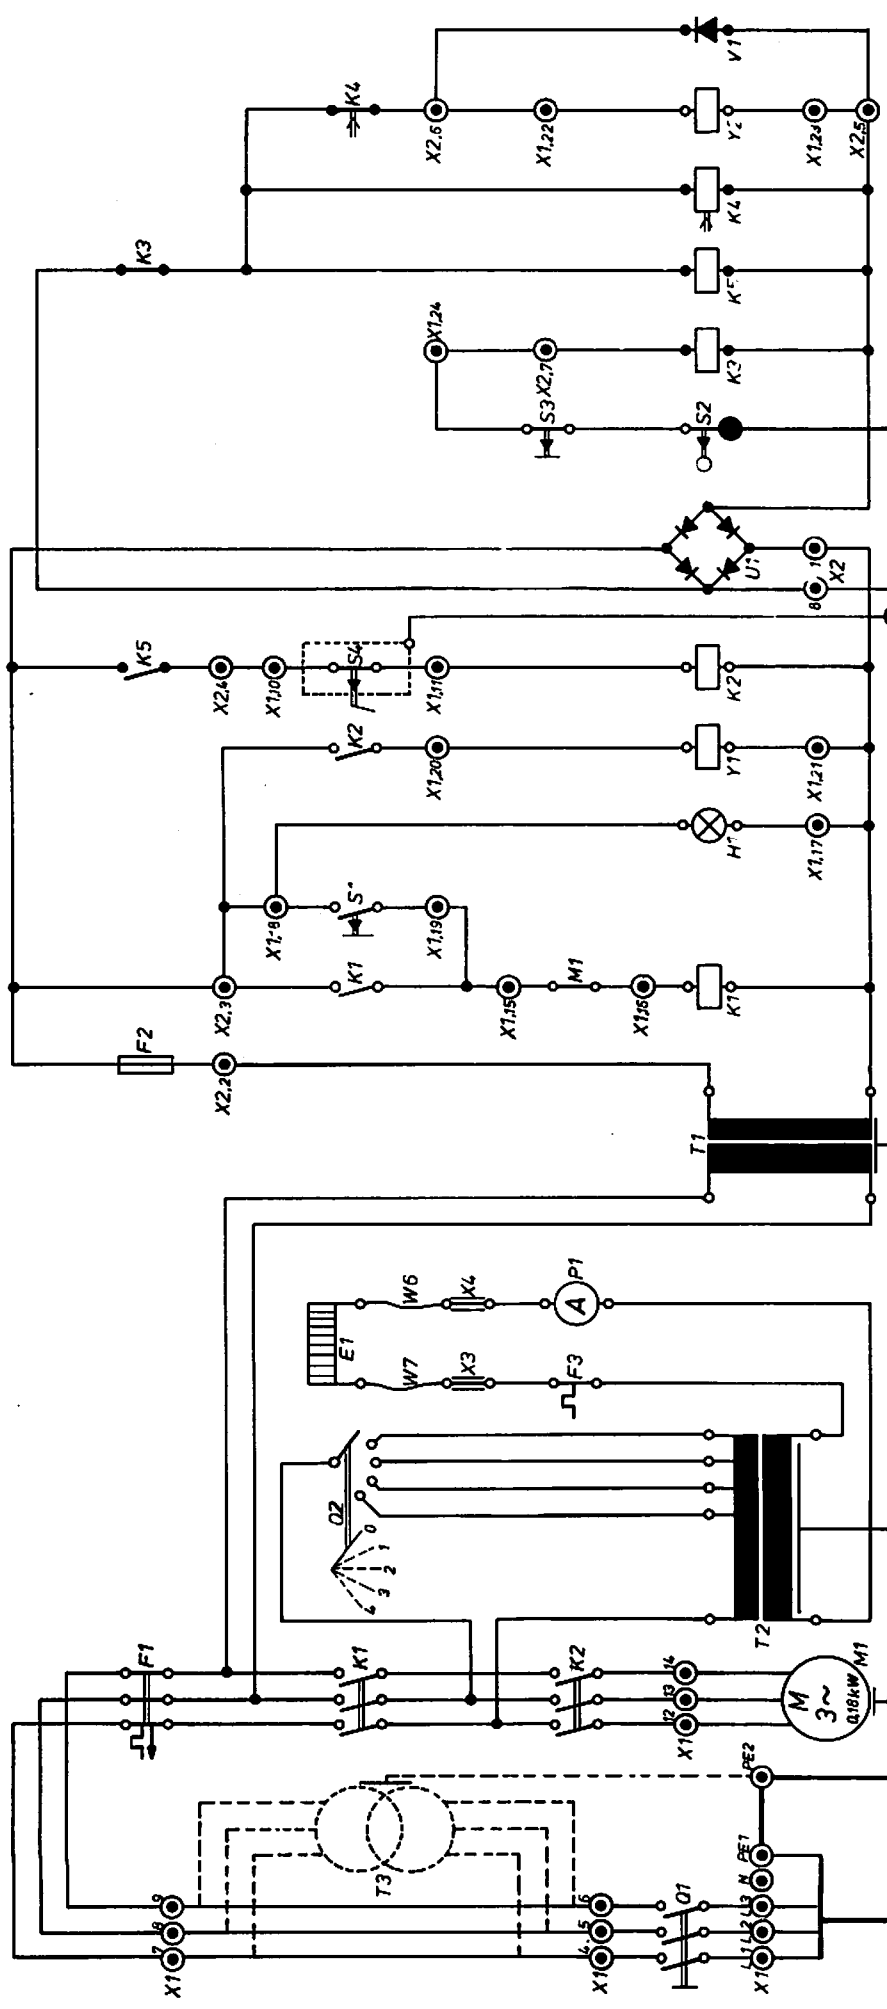 X1
7
8
9
T3
X1
4
5
6
Q1
X1
L1
L2
L3
N
PE1
PE2
F1
K1
K2
X1
12
13
14
M
3~
0,18kW
M1
Q2
4
3
2
1
0
T2
E1
W7
W6
X3
X4
F3
A
P1
T1
F2
X2,2
X2,3
K1
X1,15
M1
X1,16
K1
X1,18
S1
X1,19
H1
X1,17
K2
X1,20
Y1
X1,21
K5
X2,4
X1,10
S4
X1,11
K2
U1
8
1
X2
S3
S2
X1,24
X2,7
K3
K3
K5
K4
K4
X2,6
X1,22
Y2
X1,23
X2,5
V1